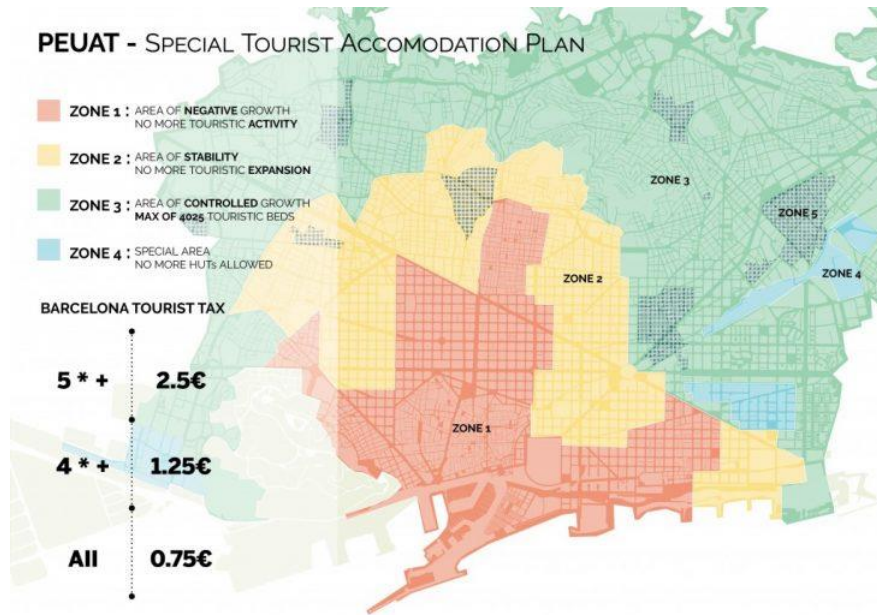 PEUAT - SPECIAL TOURIST ACCOMODATION PLAN
ZONE 1 : AREA OF NEGATIVE GROWTH
NO MORE TOURISTIC ACTIVITY
ZONE 2 : AREA OF STABILITY
NO MORE TOURISTIC EXPANSION
ZONE 3 : AREA OF CONTROLLED GROWTH
MAX OF 4025 TOURISTIC BEDS
ZONE 4 : SPECIAL AREA
NO MORE HUTs ALLOWED
BARCELONA TOURIST TAX
5 * + 2.5€
4 * + 1.25€
All 0.75€
ZONE 3
ZONE 5
ZONE 4
ZONE 2
ZONE 1